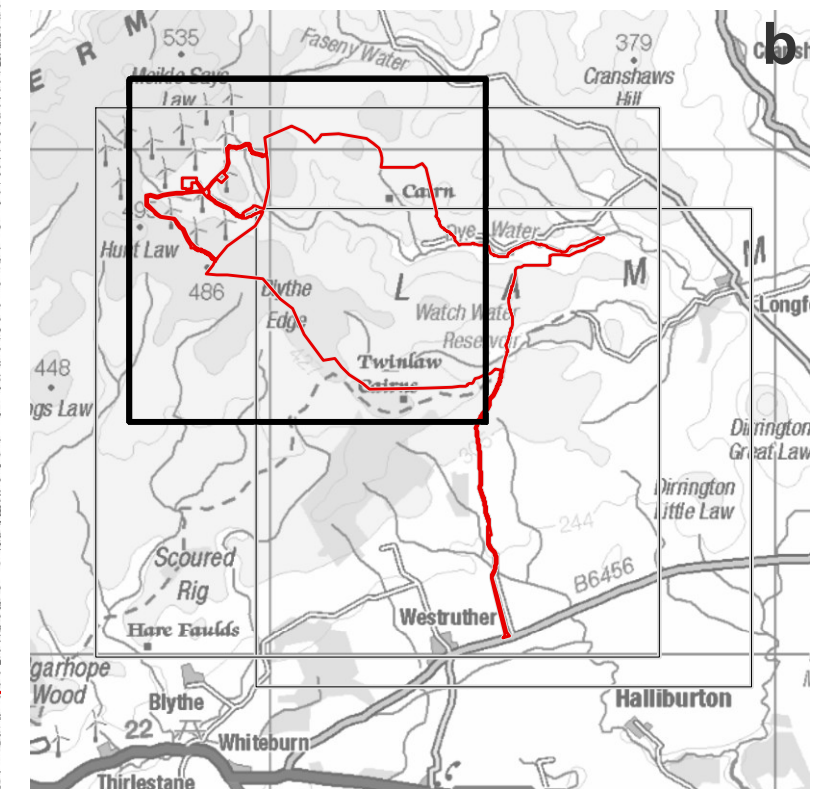 E R M
535
Meikle Says
Law
Faseny Water
379
Cranshaws
Hill
b
Cairn
Dye Water
Hunt Law
486
Blythe
Edge
L A M M
Watch Water
Reservoir
Longf
448
ogs Law
Twinlaw
Cairns
Dirrington
Great Law
Dirrington
Little Law
244
Scoured
Rig
B6456
Westruther
Hare Faulds
garhope
Wood
Blythe
22
Whiteburn
Halliburton
Thirlestane